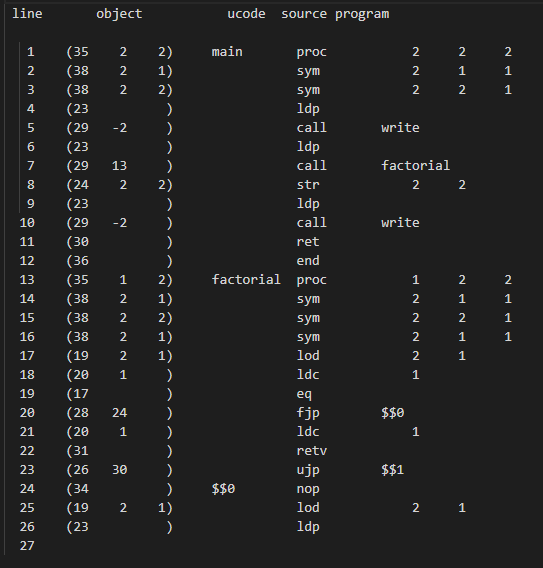 line object ucode source program
1 (35 2 2) main proc 2 2 2
2 (38 2 1) sym 2 1 1
3 (38 2 2) sym 2 2 1
4 (23 ) ldp
5 (29 -2 ) call write
6 (23 ) ldp
7 (29 13 ) call factorial
8 (24 2 2) str 2 2
9 (23 ) ldp
10 (29 -2 ) call write
11 (30 ) ret
12 (36 ) end
13 (35 1 2) factorial proc 1 2 2
14 (38 2 1) sym 2 1 1
15 (38 2 2) sym 2 2 1
16 (38 2 1) sym 2 1 1
17 (19 2 1) lod 2 1
18 (20 1 ) ldc 1
19 (17 ) eq
20 (28 24 ) fjp $$0
21 (20 1 ) ldc 1
22 (31 ) retv
23 (26 30 ) ujp $$1
24 (34 ) $$0 nop
25 (19 2 1) lod 2 1
26 (23 ) ldp
27